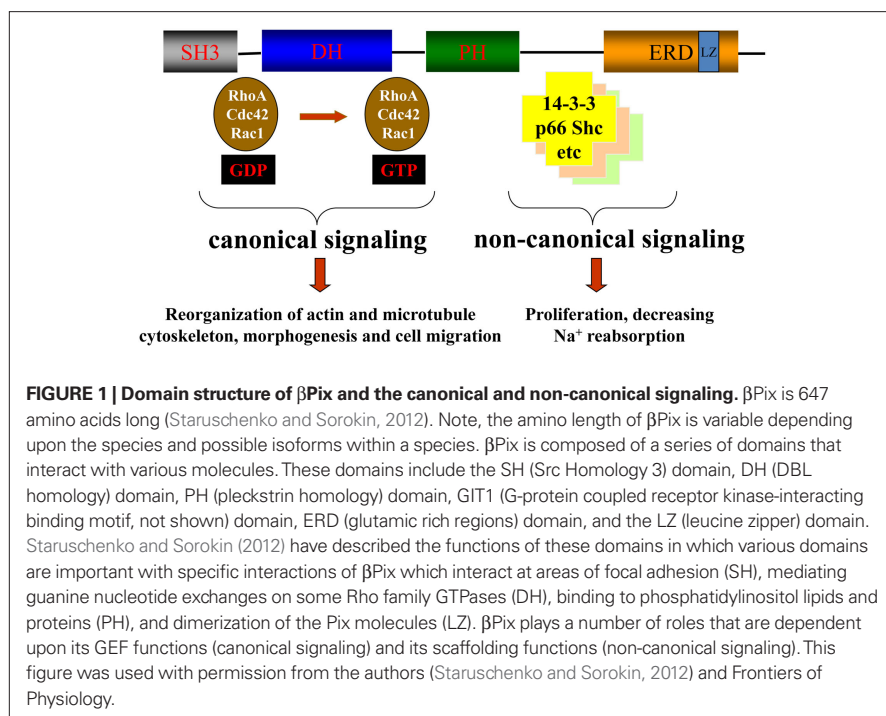 SH3 DH PH ERD LZ
RhoA RhoA 14-3-3
Cdc42 Cdc42 p66 Shc
Rac1 Rac1 etc
GDP GTP
canonical signaling non-canonical signaling
Reorganization of actin and microtubule Proliferation, decreasing
cytoskeleton, morphogenesis and cell migration Na⁺ reabsorption
FIGURE 1 | Domain structure of βPix and the canonical and non-canonical signaling. βPix is 647
amino acids long (Staruschenko and Sorokin, 2012). Note, the amino length of βPix is variable depending
upon the species and possible isoforms within a species. βPix is composed of a series of domains that
interact with various molecules. These domains include the SH (Src Homology 3) domain, DH (DBL
homology) domain, PH (pleckstrin homology) domain, GIT1 (G-protein coupled receptor kinase-interacting
binding motif, not shown) domain, ERD (glutamic rich regions) domain, and the LZ (leucine zipper) domain.
Staruschenko and Sorokin (2012) have described the functions of these domains in which various domains
are important with specific interactions of βPix which interact at areas of focal adhesion (SH), mediating
guanine nucleotide exchanges on some Rho family GTPases (DH), binding to phosphatidylinositol lipids and
proteins (PH), and dimerization of the Pix molecules (LZ). βPix plays a number of roles that are dependent
upon its GEF functions (canonical signaling) and its scaffolding functions (non-canonical signaling). This
figure was used with permission from the authors (Staruschenko and Sorokin, 2012) and Frontiers of
Physiology.